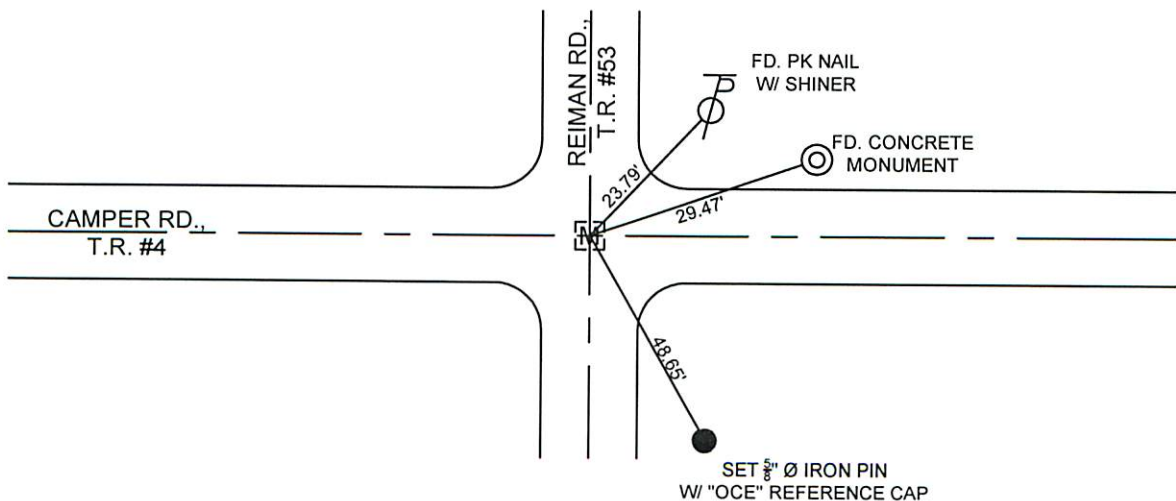 REIMAN RD.,
T.R. #53
FD. PK NAIL
W/ SHINER
FD. CONCRETE
MONUMENT
23.79'
29.47'
CAMPER RD.,
T.R. #4
M
48.65'
SET 5/8" Ø IRON PIN
W/ "OCE" REFERENCE CAP